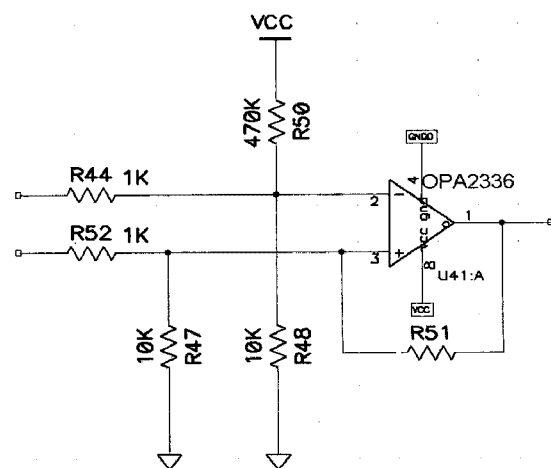 VCC
470K
R50
GNDD
4
OPA2336
R44 1K
2
-
gnd
1
R52 1K
3
+
VCC
8
U41:A
VCC
10K
R47
10K
R48
R51